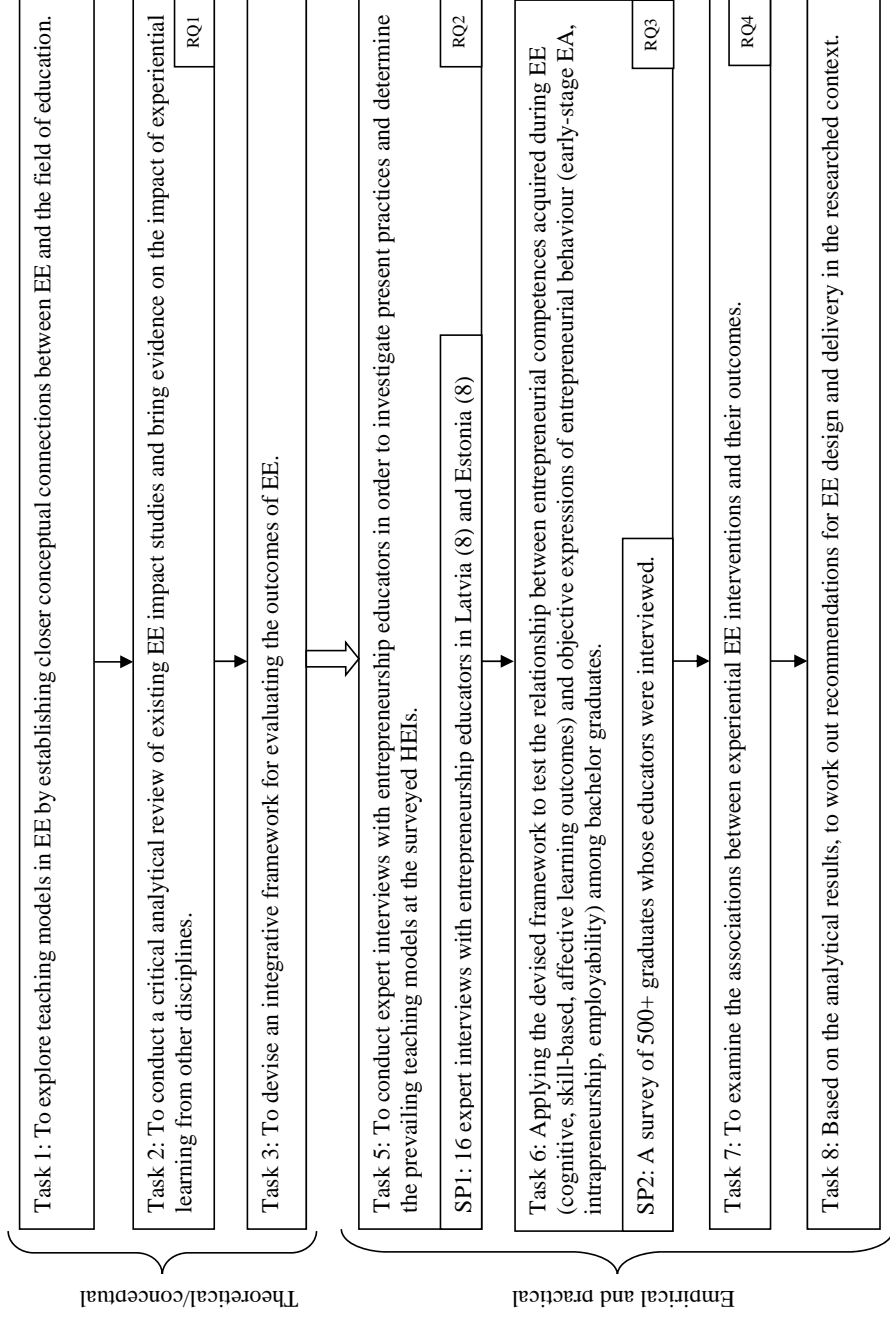 Theoretical/conceptual
Task 1: To explore teaching models in EE by establishing closer conceptual connections between EE and the field of education.
Task 2: To conduct a critical analytical review of existing EE impact studies and bring evidence on the impact of experiential
learning from other disciplines.
RQ1
Task 3: To devise an integrative framework for evaluating the outcomes of EE.
Empirical and practical
Task 5: To conduct expert interviews with entrepreneurship educators in order to investigate present practices and determine
the prevailing teaching models at the surveyed HEIs.
SP1: 16 expert interviews with entrepreneurship educators in Latvia (8) and Estonia (8)
RQ2
Task 6: Applying the devised framework to test the relationship between entrepreneurial competences acquired during EE
(cognitive, skill-based, affective learning outcomes) and objective expressions of entrepreneurial behaviour (early-stage EA,
intrapreneurship, employability) among bachelor graduates.
SP2: A survey of 500+ graduates whose educators were interviewed.
RQ3
Task 7: To examine the associations between experiential EE interventions and their outcomes.
RQ4
Task 8: Based on the analytical results, to work out recommendations for EE design and delivery in the researched context.